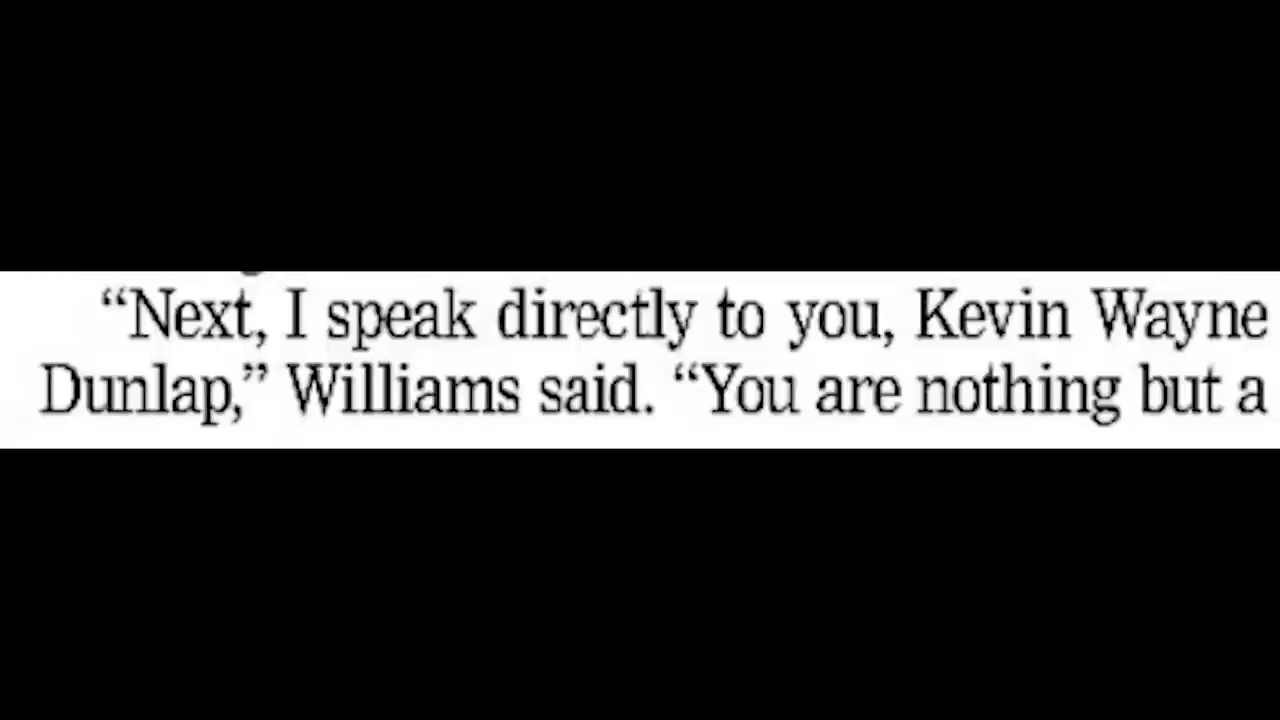 “Next, I speak directly to you, Kevin Wayne
Dunlap,” Williams said. “You are nothing but a